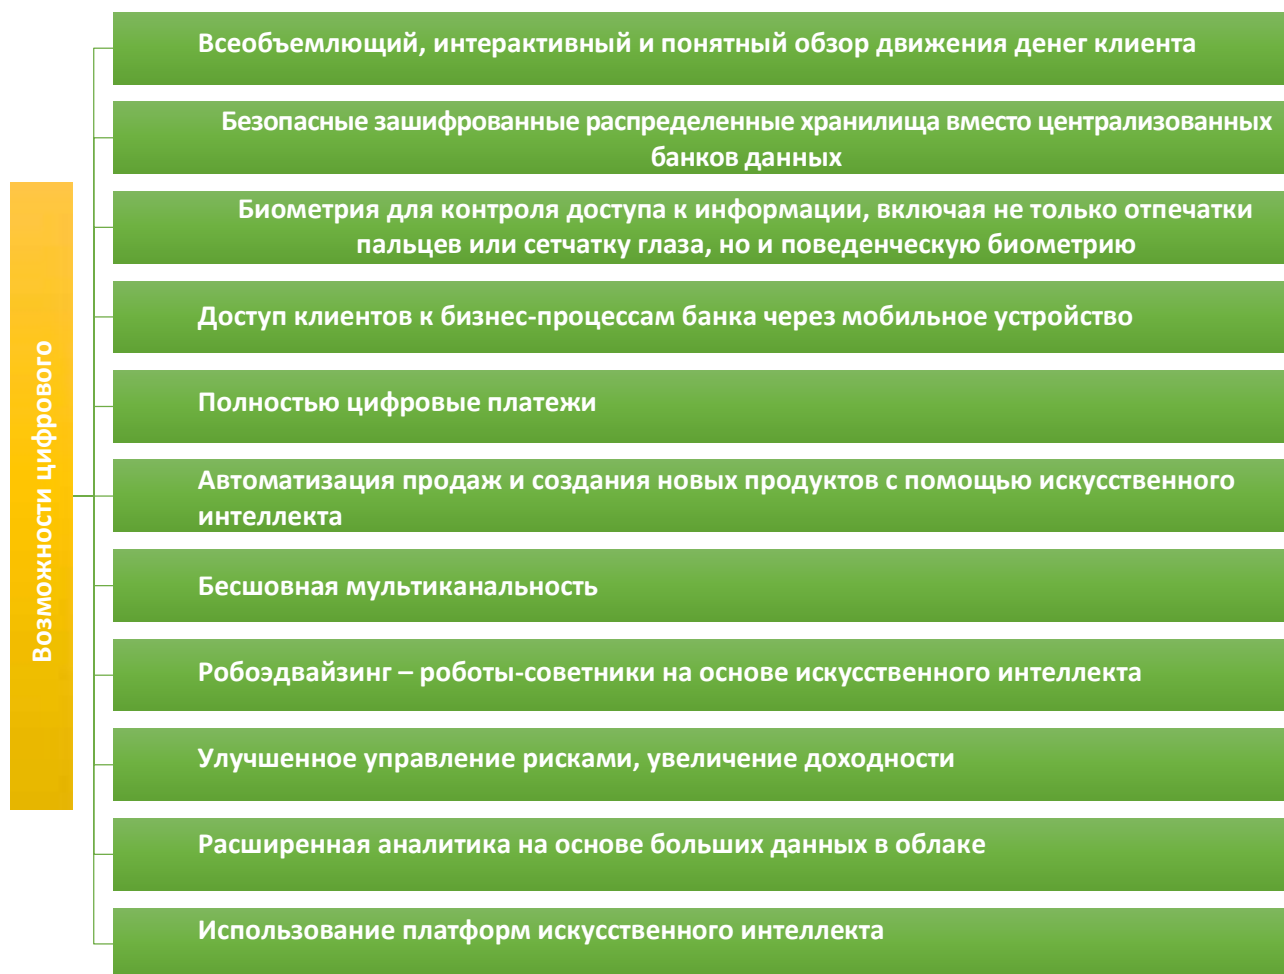 Возможности цифрового
Всеобъемлющий, интерактивный и понятный обзор движения денег клиента
Безопасные зашифрованные распределенные хранилища вместо централизованных
банков данных
Биометрия для контроля доступа к информации, включая не только отпечатки
пальцев или сетчатку глаза, но и поведенческую биометрию
Доступ клиентов к бизнес-процессам банка через мобильное устройство
Полностью цифровые платежи
Автоматизация продаж и создания новых продуктов с помощью искусственного
интеллекта
Бесшовная мультиканальность
Робоэдвайзинг – роботы-советники на основе искусственного интеллекта
Улучшенное управление рисками, увеличение доходности
Расширенная аналитика на основе больших данных в облаке
Использование платформ искусственного интеллекта